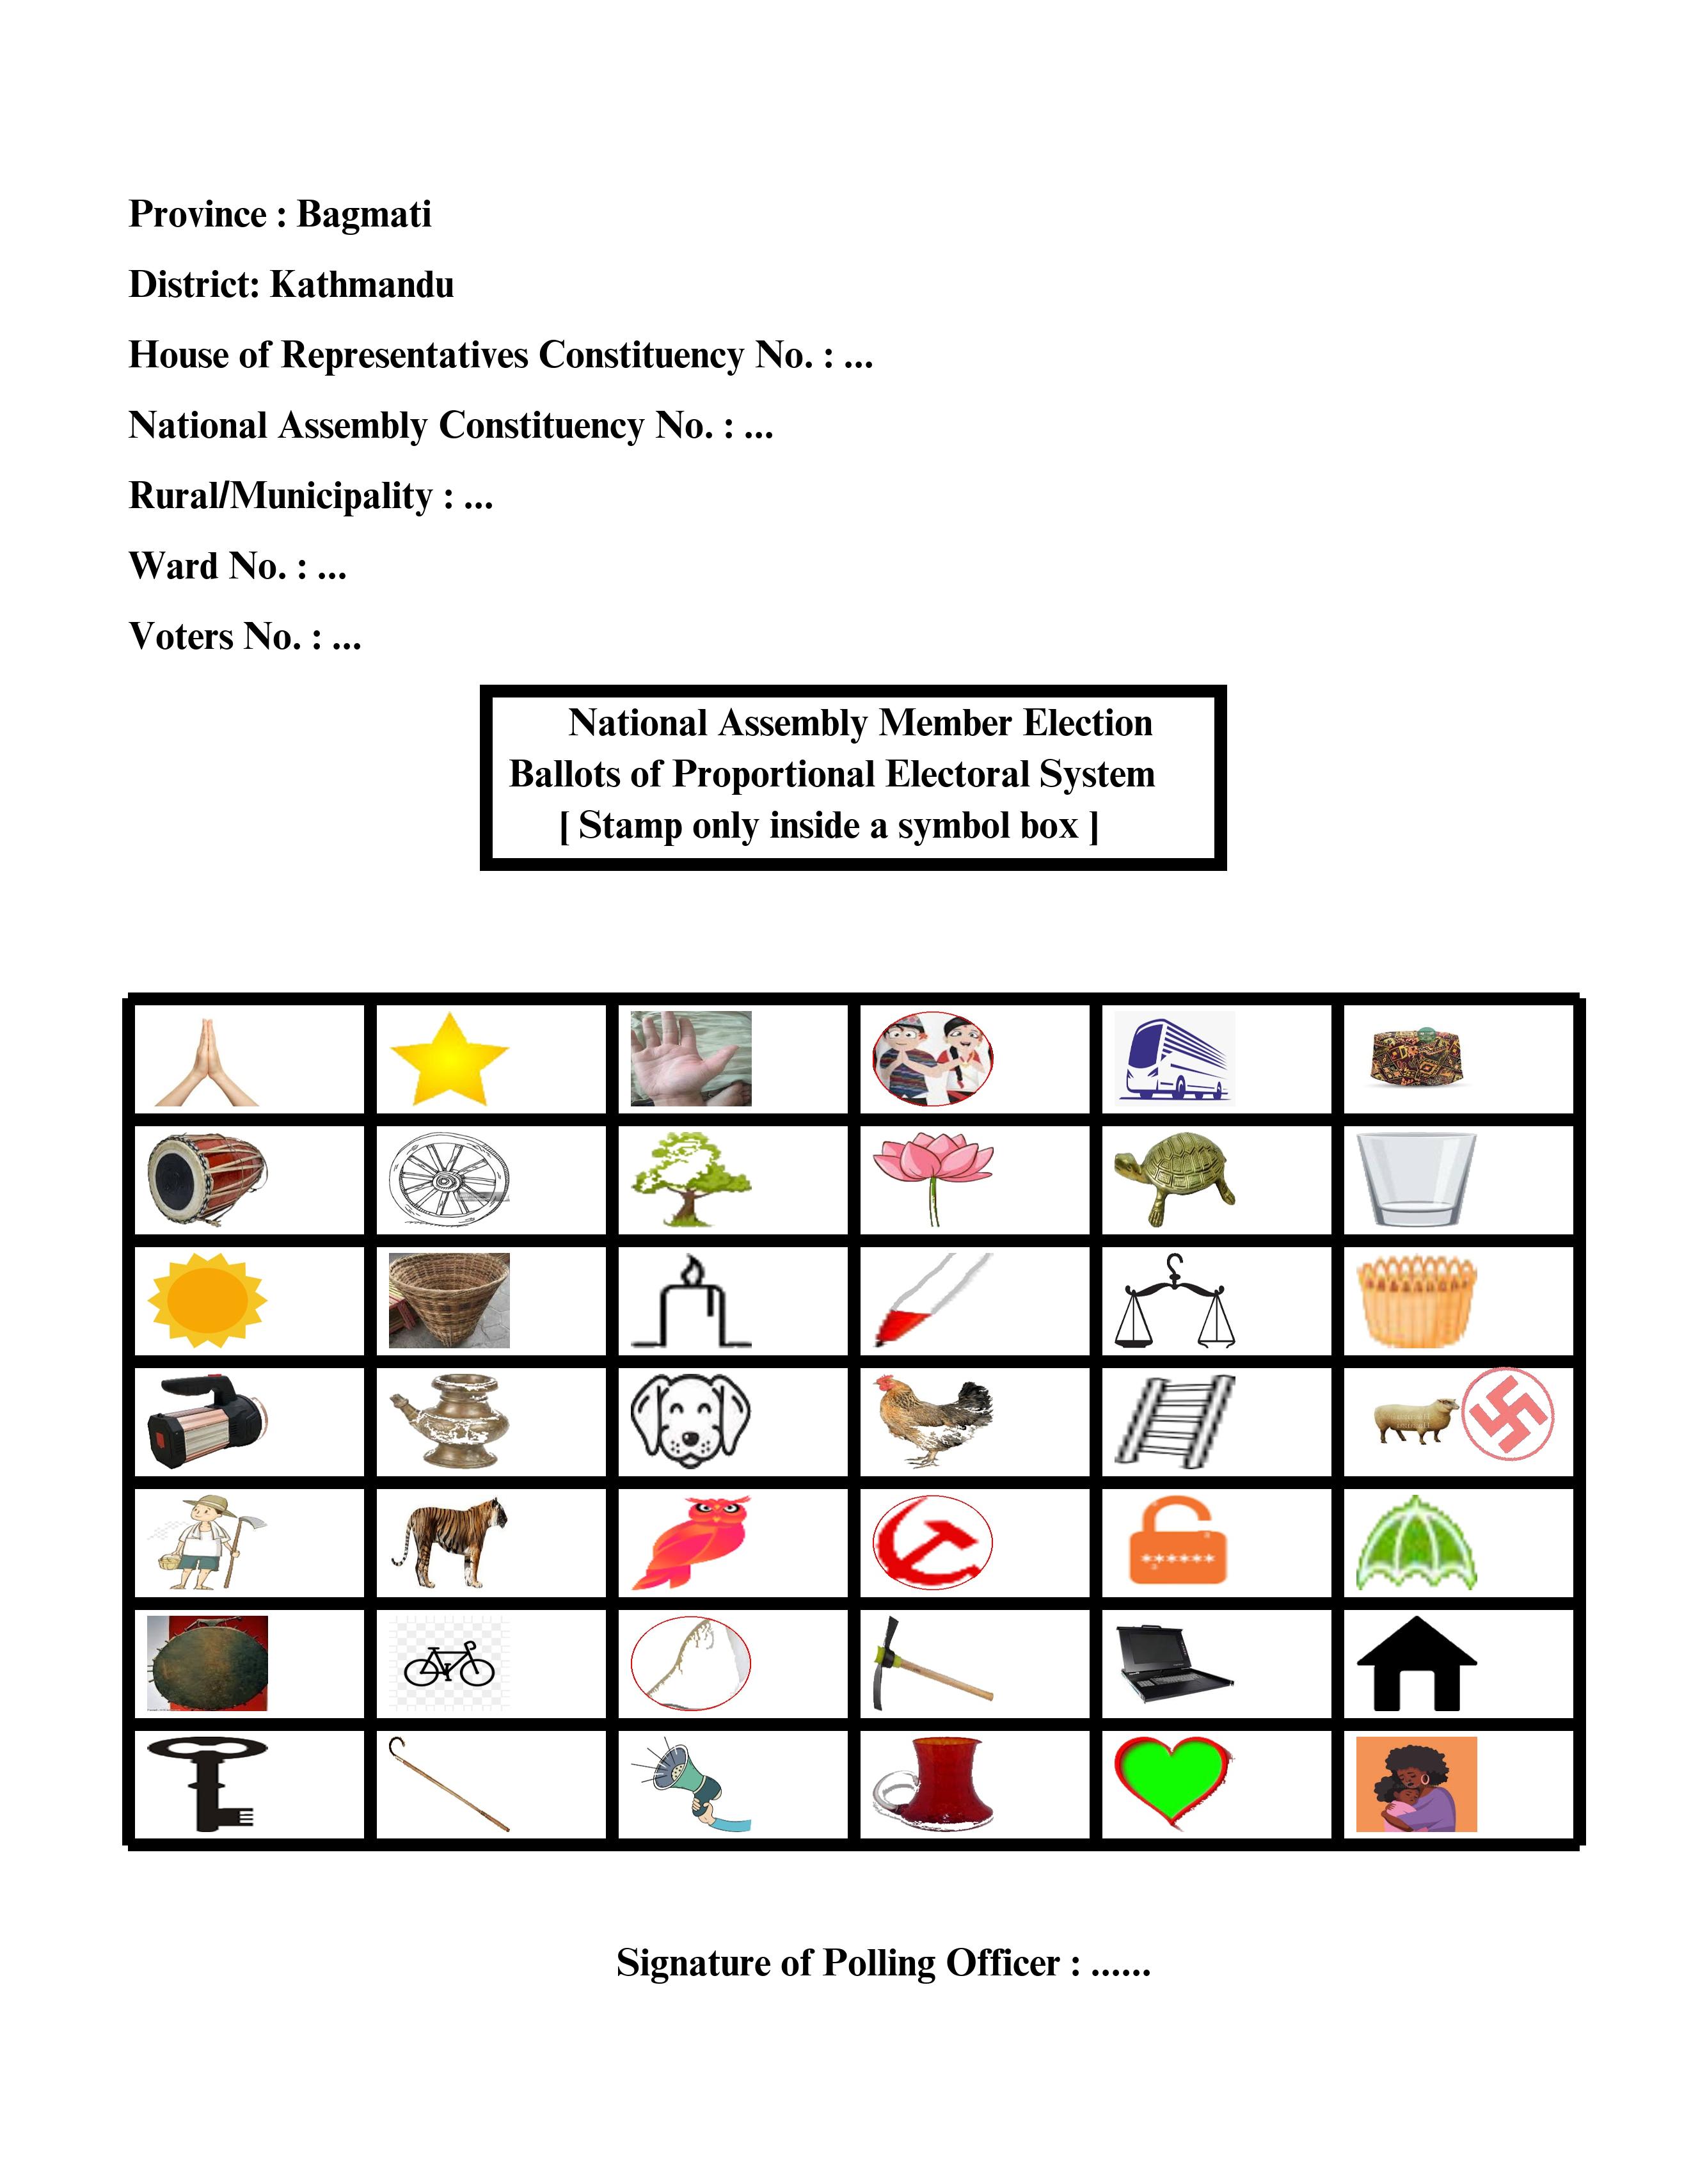 Province : Bagmati
District: Kathmandu
House of Representatives Constituency No. : ...
National Assembly Constituency No. : ...
Rural/Municipality : ...
Ward No. : ...
Voters No. : ...
National Assembly Member Election
Ballots of Proportional Electoral System
[ Stamp only inside a symbol box ]
******
Signature of Polling Officer : ......